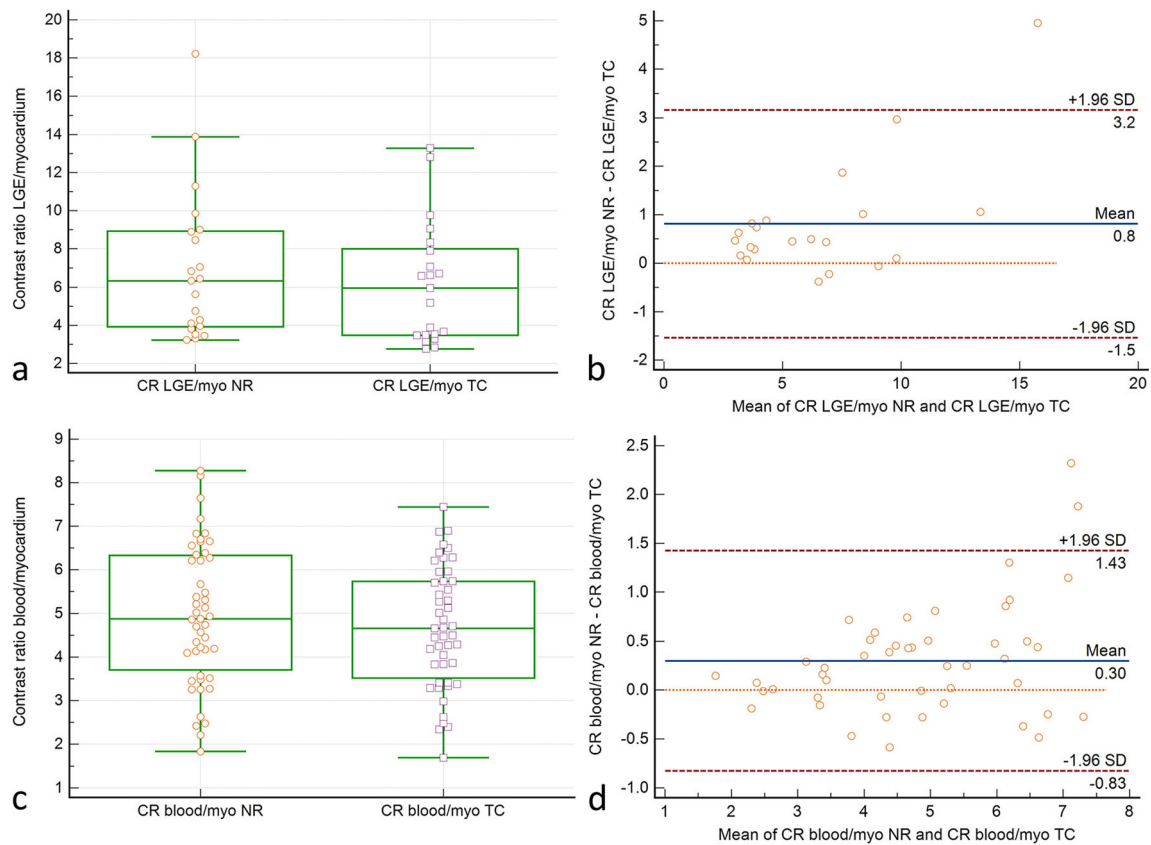 Contrast ratio LGE/myocardium
20
18
16
14
12
10
8
6
4
2
CR LGE/myo NR
CR LGE/myo TC
a
CR LGE/myo NR - CR LGE/myo TC
5
4
3
2
1
0
-1
-2
+1.96 SD
3.2
Mean
0.8
-1.96 SD
-1.5
0
5
10
15
20
Mean of CR LGE/myo NR and CR LGE/myo TC
b
Contrast ratio blood/myocardium
9
8
7
6
5
4
3
2
1
CR blood/myo NR
CR blood/myo TC
c
CR blood/myo NR - CR blood/myo TC
2.5
2.0
1.5
1.0
0.5
0.0
-0.5
-1.0
+1.96 SD
1.43
Mean
0.30
-1.96 SD
-0.83
1
2
3
4
5
6
7
8
Mean of CR blood/myo NR and CR blood/myo TC
d